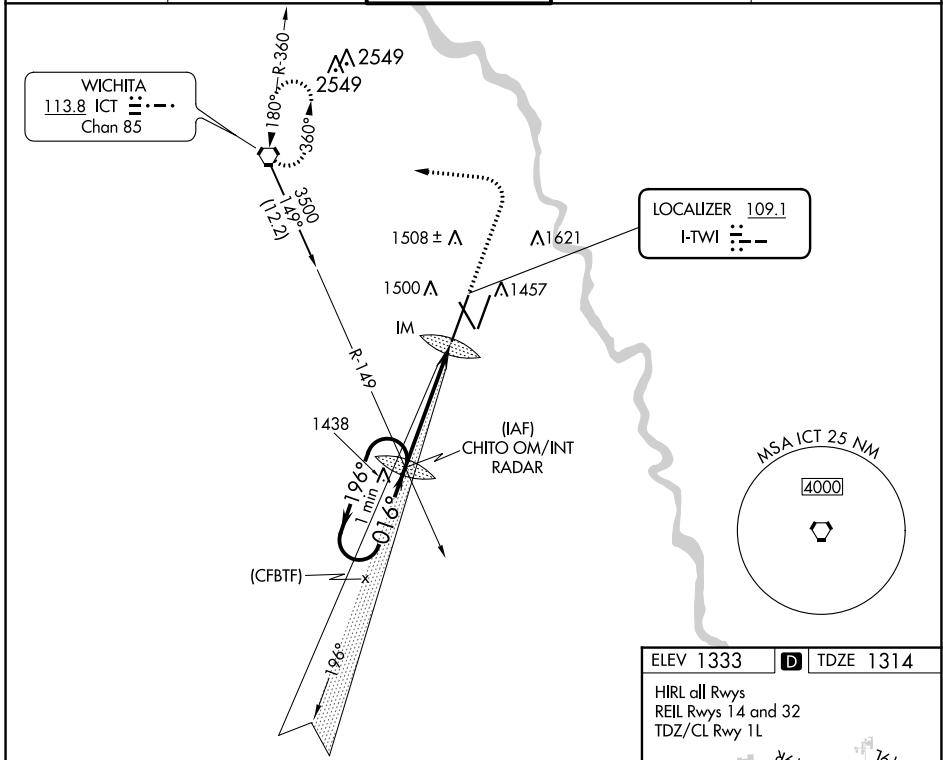 R-360
2549
2549
WICHITA
113.8 ICT
Chan 85
180°
360°
3500
149°
(12.2)
LOCALIZER 109.1
I-TWI
1508 ±
1621
1500
1457
IM
R-149
1438
(IAF)
CHITO OM/INT
RADAR
MSA ICT 25 NM
4000
196°
1 min
016°
(CFBTF)
x
196°
ELEV 1333 D TDZE 1314
HIRL all Rwys
REIL Rwys 14 and 32
TDZ/CL Rwy 1L